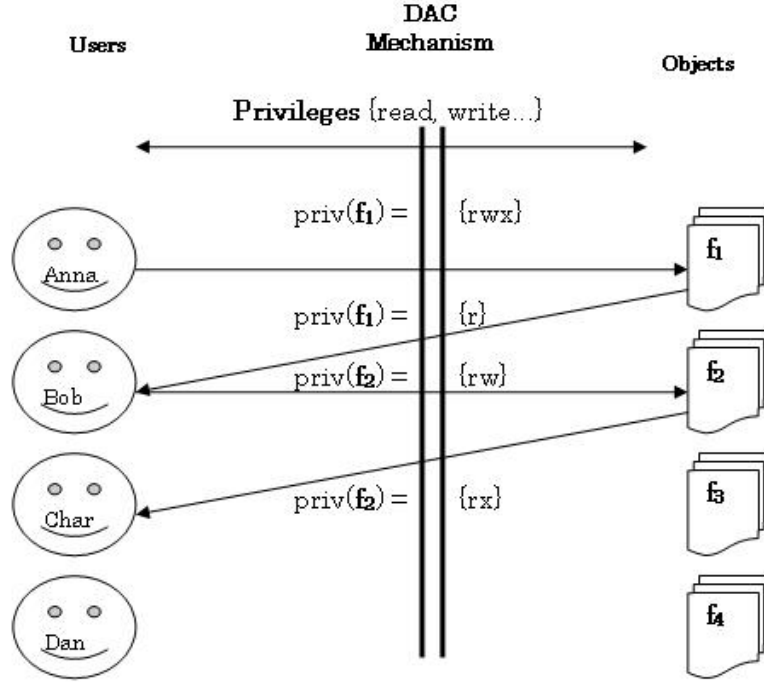 DAC
Mechanism
Users
Objects
Privileges {read, write...}
priv(f1) = {rwx}
Anna
f1
priv(f1) = {r}
priv(f2) = {rw}
Bob
f2
priv(f2) = {rx}
Char
f3
Dan
f4